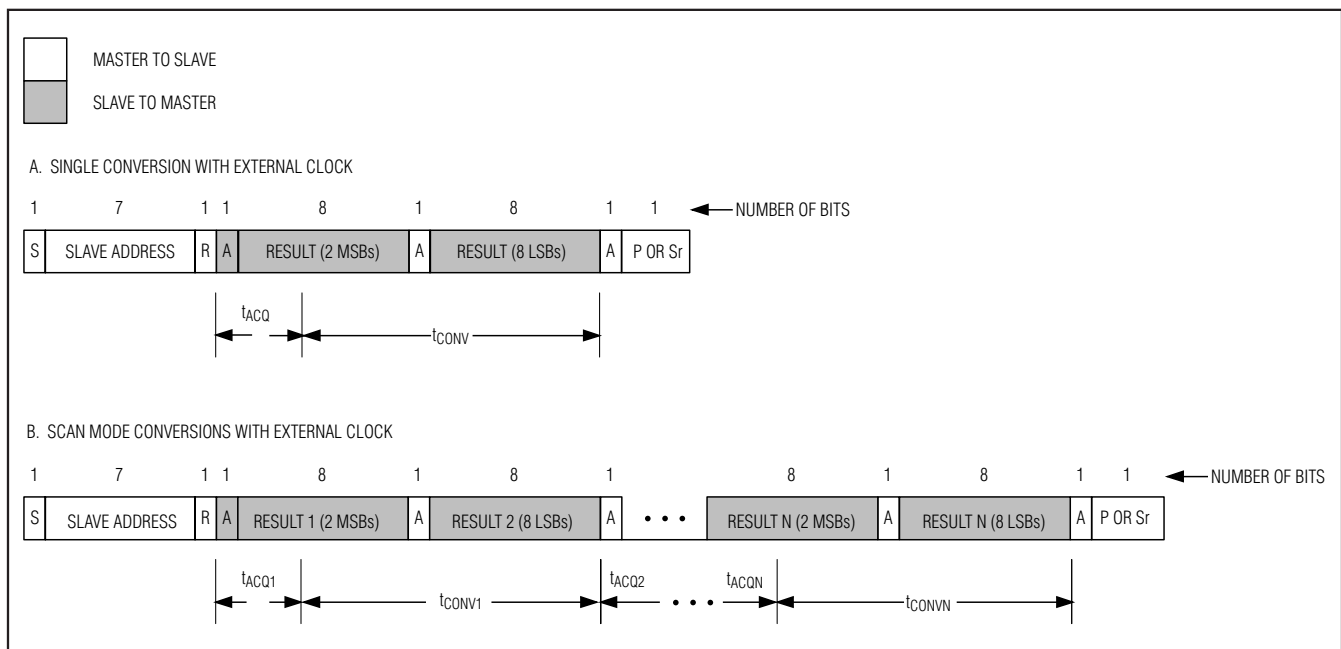 MASTER TO SLAVE
SLAVE TO MASTER
A. SINGLE CONVERSION WITH EXTERNAL CLOCK
1 7 1 1 8 1 8 1 1 NUMBER OF BITS
S SLAVE ADDRESS R A RESULT (2 MSBs) A RESULT (8 LSBs) A P OR Sr
tACQ
tCONV
B. SCAN MODE CONVERSIONS WITH EXTERNAL CLOCK
1 7 1 1 8 1 8 1 8 1 8 1 1 NUMBER OF BITS
S SLAVE ADDRESS R A RESULT 1 (2 MSBs) A RESULT 2 (8 LSBs) A • • • RESULT N (2 MSBs) A RESULT N (8 LSBs) A P OR Sr
tACQ1 tACQ2 tACQN
tCONV1 • • • tCONVN